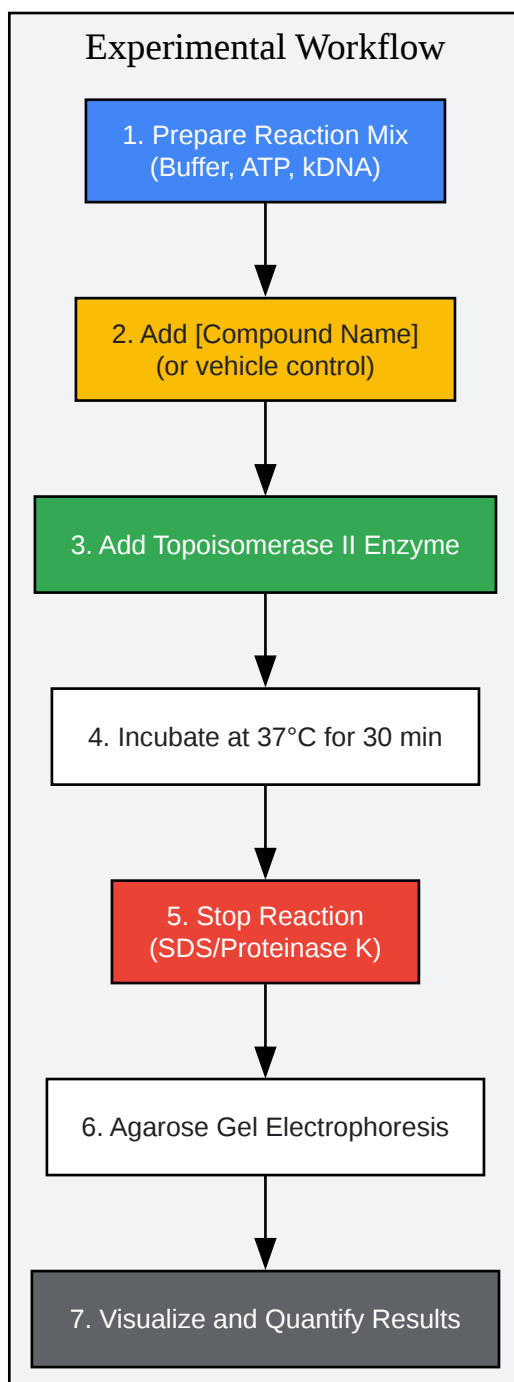 Experimental Workflow
1. Prepare Reaction Mix
(Buffer, ATP, kDNA)
2. Add [Compound Name]
(or vehicle control)
3. Add Topoisomerase II Enzyme
4. Incubate at 37°C for 30 min
5. Stop Reaction
(SDS/Proteinase K)
6. Agarose Gel Electrophoresis
7. Visualize and Quantify Results